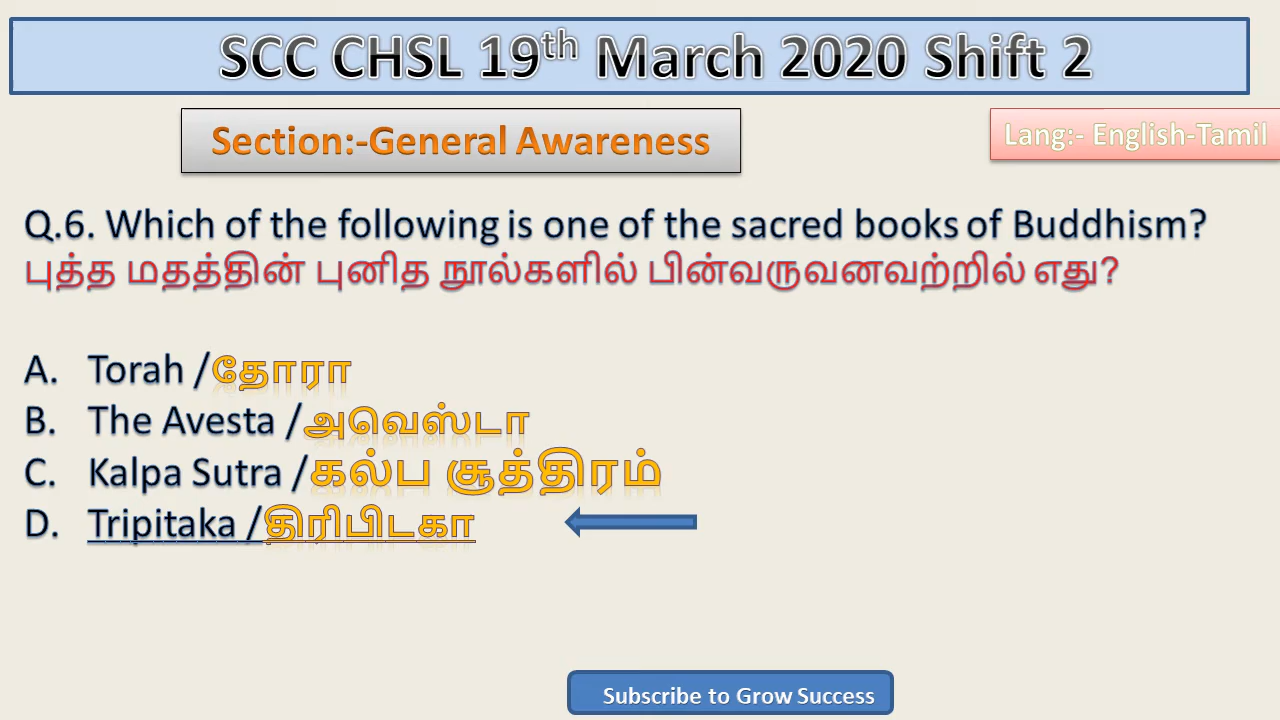 SCC CHSL 19th March 2020 Shift 2
Section:-General Awareness
Lang:- English-Tamil
Q.6. Which of the following is one of the sacred books of Buddhism?
புத்த மதத்தின் புனித நூல்களில் பின்வருவனவற்றில் எது?
A. Torah /தோரா
B. The Avesta /அவெஸ்டா
C. Kalpa Sutra /கல்ப சூத்திரம்
D. Tripitaka /திரிபிடகா
Subscribe to Grow Success